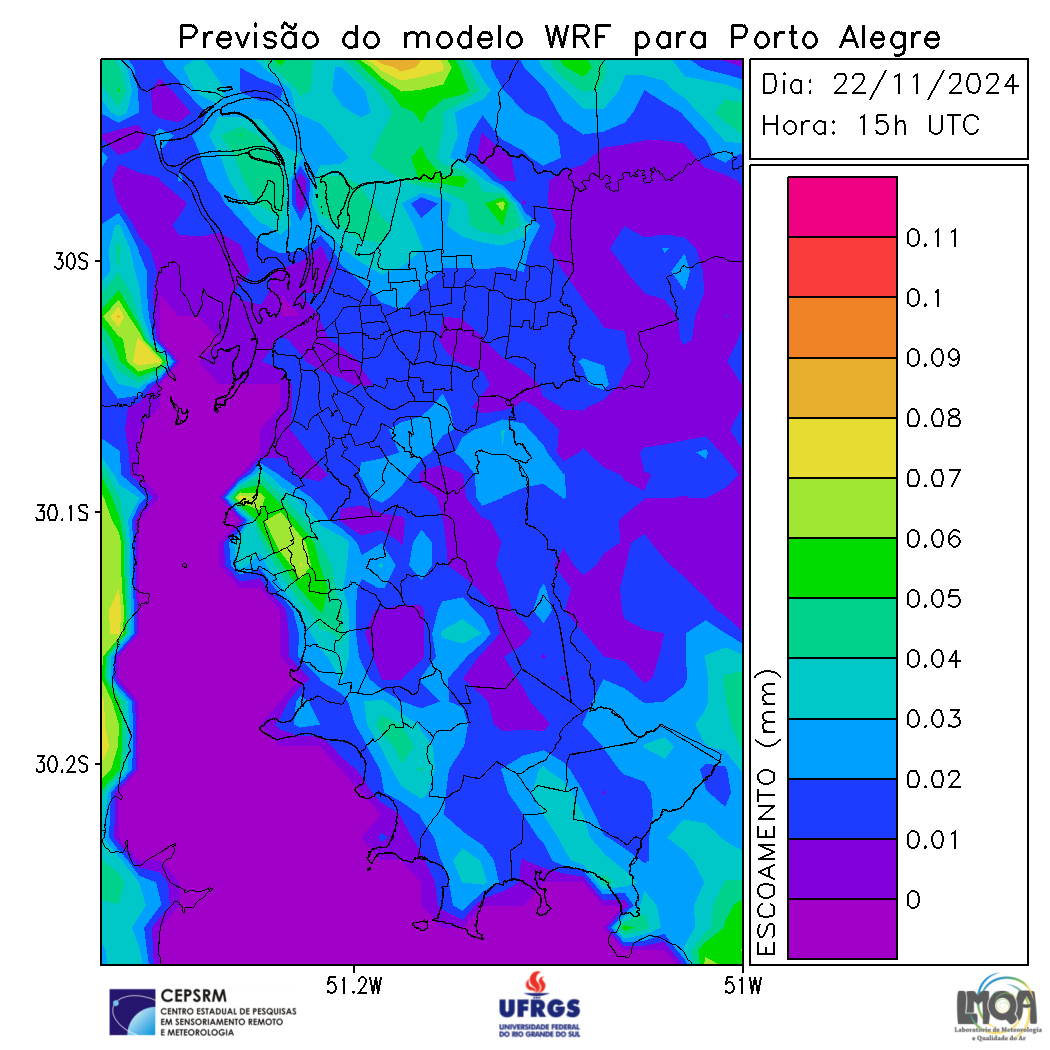 Previsão do modelo WRF para Porto Alegre
Dia: 22/11/2024
Hora: 15h UTC
30S
30.1S
30.2S
51.2W
51W
ESCOAMENTO (mm)
0.11
0.1
0.09
0.08
0.07
0.06
0.05
0.04
0.03
0.02
0.01
0
CEPSRM
CENTRO ESTADUAL DE PESQUISAS
EM SENSORIAMENTO REMOTO
E METEOROLOGIA
UFRGS
UNIVERSIDADE FEDERAL
DO RIO GRANDE DO SUL
LMQA
Laboratório de Meteorologia
e Qualidade do Ar